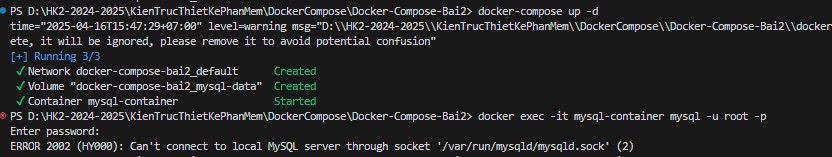 PS D:\HK2-2024-2025\KienTrucThietKePhanMem\DockerCompose\Docker-Compose-Bai2> docker-compose up -d
time="2025-04-16T15:47:29+07:00" level=warning msg="D:\\HK2-2024-2025\\KienTrucThietKePhanMem\\DockerCompose\\Docker-Compose-Bai2\\docker
ete, it will be ignored, please remove it to avoid potential confusion"
[+] Running 3/3
✔ Network docker-compose-bai2_default Created
✔ Volume "docker-compose-bai2_mysql-data" Created
✔ Container mysql-container Started
PS D:\HK2-2024-2025\KienTrucThietKePhanMem\DockerCompose\Docker-Compose-Bai2> docker exec -it mysql-container mysql -u root -p
Enter password:
ERROR 2002 (HY000): Can't connect to local MySQL server through socket '/var/run/mysqld/mysqld.sock' (2)